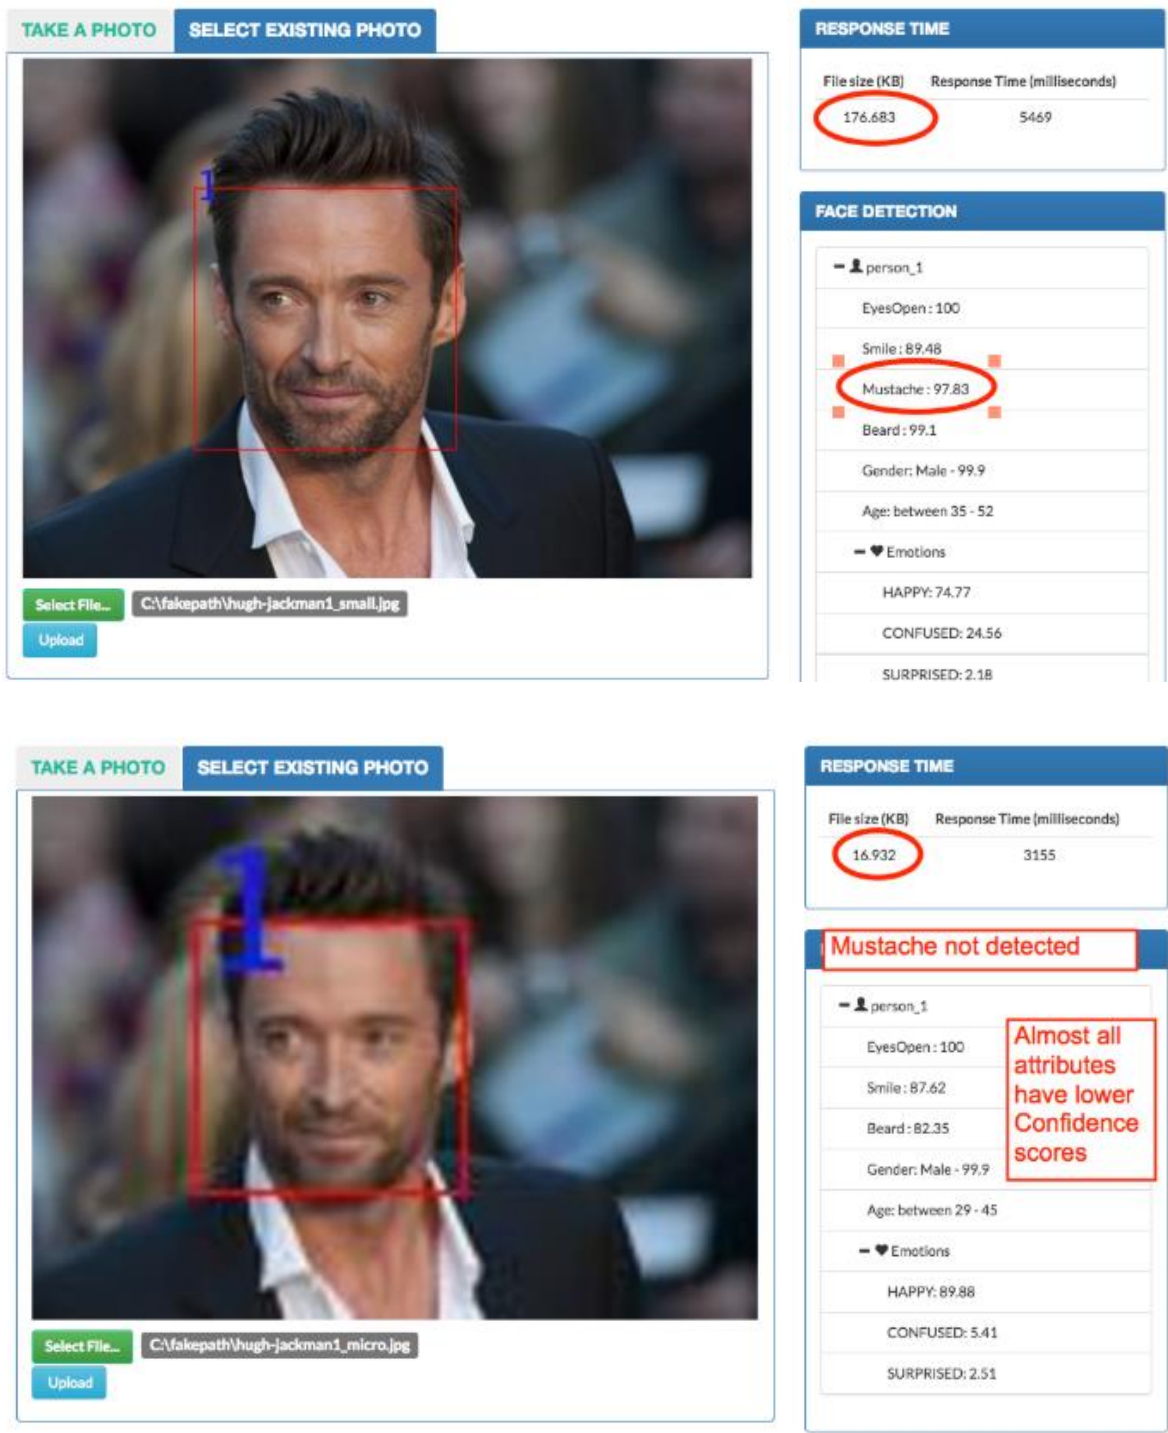 TAKE A PHOTO
SELECT EXISTING PHOTO
1
Select File...
C:\fakepath\hugh-jackman1_small.jpg
Upload
RESPONSE TIME
File size (KB) Response Time (milliseconds)
176.683 5469
FACE DETECTION
person_1
EyesOpen : 100
Smile : 89.48
Mustache : 97.83
Beard : 99.1
Gender: Male - 99.9
Age: between 35 - 52
Emotions
HAPPY: 74.77
CONFUSED: 24.56
SURPRISED: 2.18
TAKE A PHOTO
SELECT EXISTING PHOTO
1
Select File...
C:\fakepath\hugh-jackman1_micro.jpg
Upload
RESPONSE TIME
File size (KB) Response Time (milliseconds)
16.932 3155
Mustache not detected
person_1
EyesOpen : 100
Smile : 87.62
Beard : 82.35
Gender: Male - 99.9
Age: between 29 - 45
Emotions
HAPPY: 89.88
CONFUSED: 5.41
SURPRISED: 2.51
Almost all
attributes
have lower
Confidence
scores